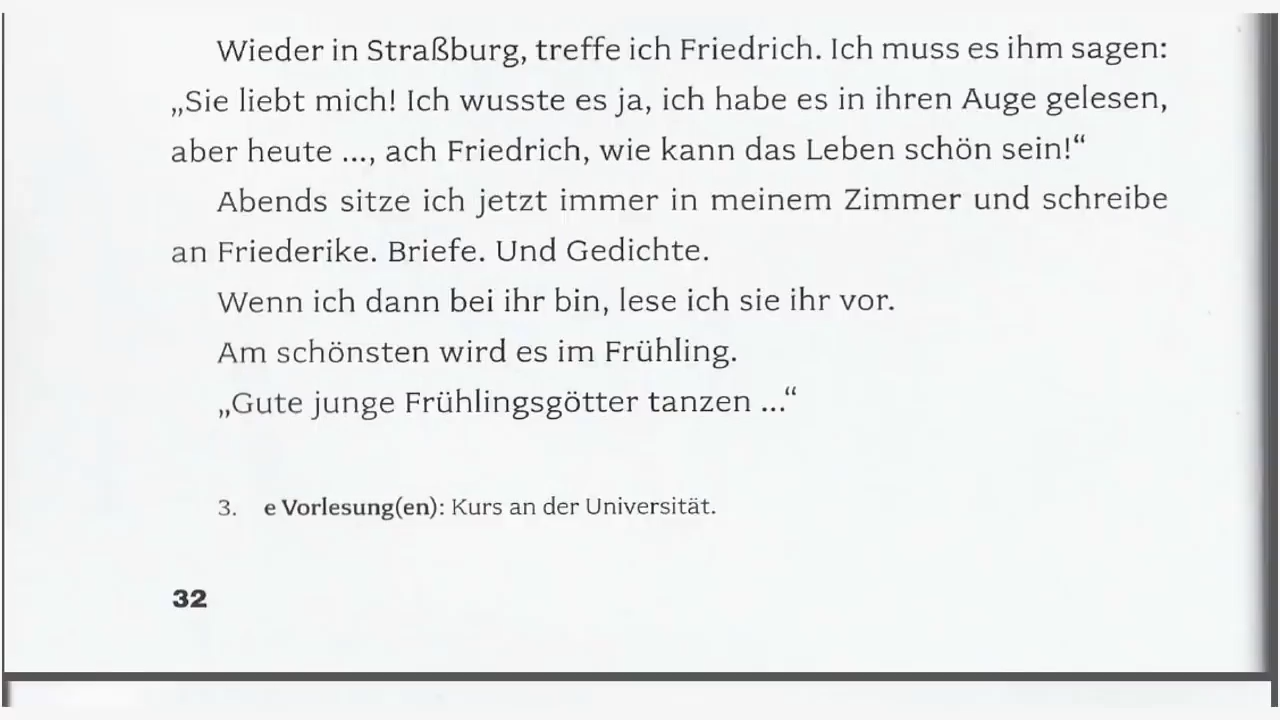 Wieder in Straßburg, treffe ich Friedrich. Ich muss es ihm sagen:
„Sie liebt mich! Ich wusste es ja, ich habe es in ihren Auge gelesen,
aber heute ..., ach Friedrich, wie kann das Leben schön sein!“
Abends sitze ich jetzt immer in meinem Zimmer und schreibe
an Friederike. Briefe. Und Gedichte.
Wenn ich dann bei ihr bin, lese ich sie ihr vor.
Am schönsten wird es im Frühling.
„Gute junge Frühlingsgötter tanzen ...“
3. e Vorlesung(en): Kurs an der Universität.
32